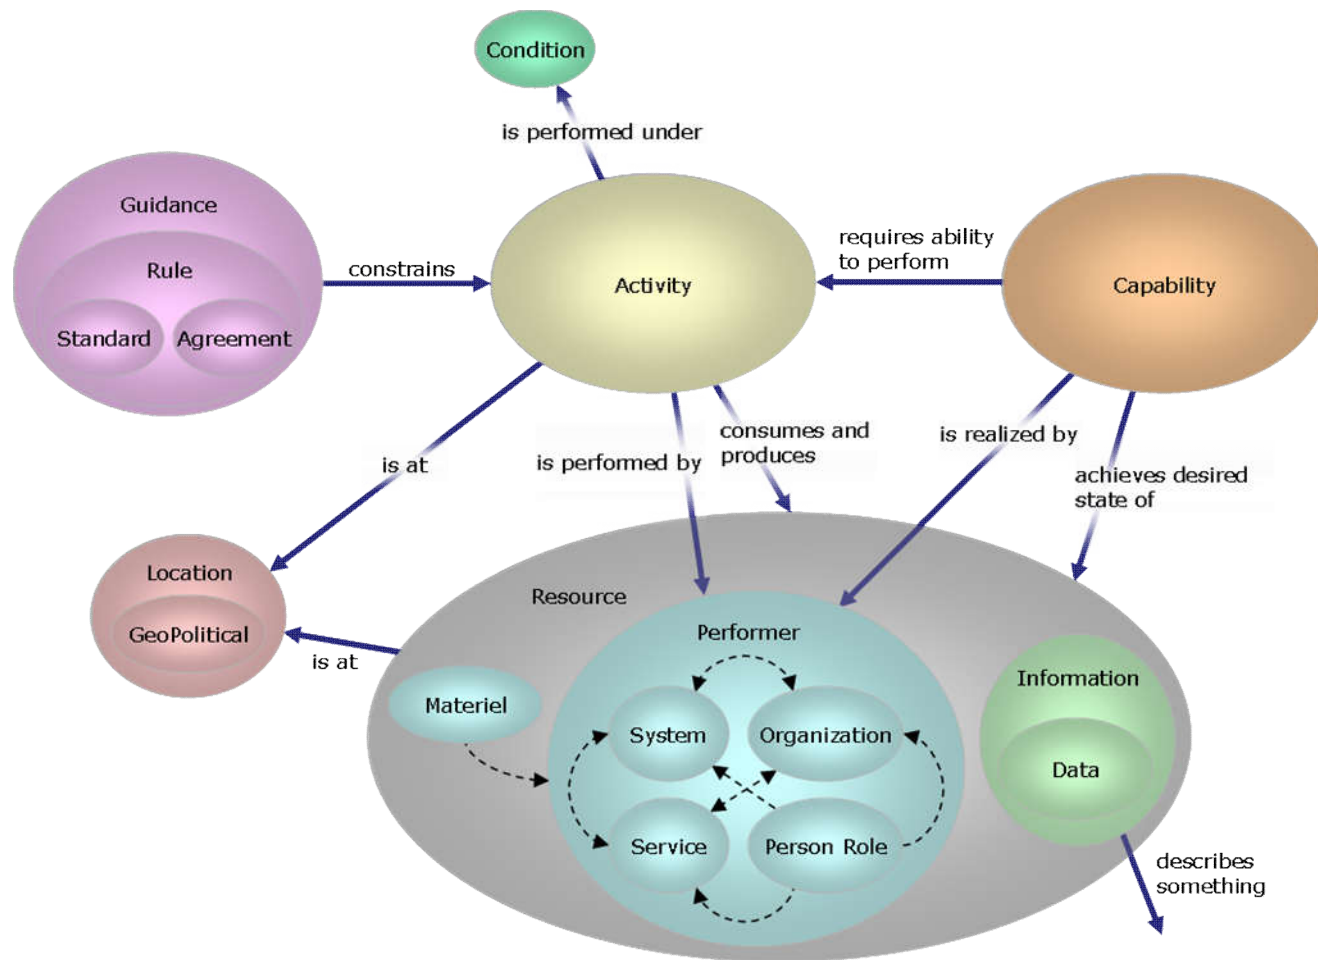 Condition
is performed under
Guidance
Rule
Standard
Agreement
constrains
Activity
requires ability
to perform
Capability
is at
is performed by
consumes and
produces
is realized by
achieves desired
state of
Location
GeoPolitical
is at
Resource
Performer
Materiel
System
Organization
Service
Person Role
Information
Data
describes
something